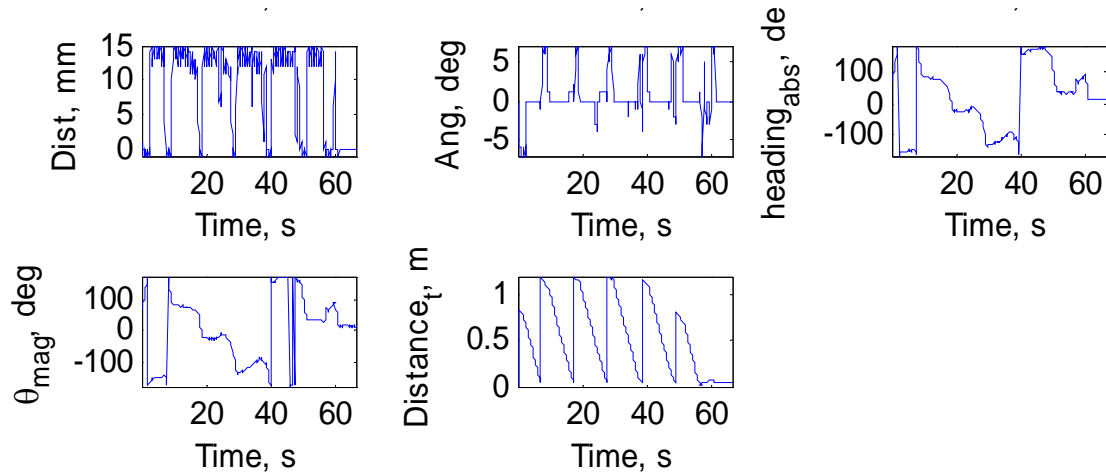 Dist, mm
15
10
5
0
20 40 60
Time, s
Ang, deg
5
0
-5
20 40 60
Time, s
heading_abs, de
100
0
-100
20 40 60
Time, s
θ_mag, deg
100
0
-100
20 40 60
Time, s
Distance_t, m
1
0.5
0
20 40 60
Time, s